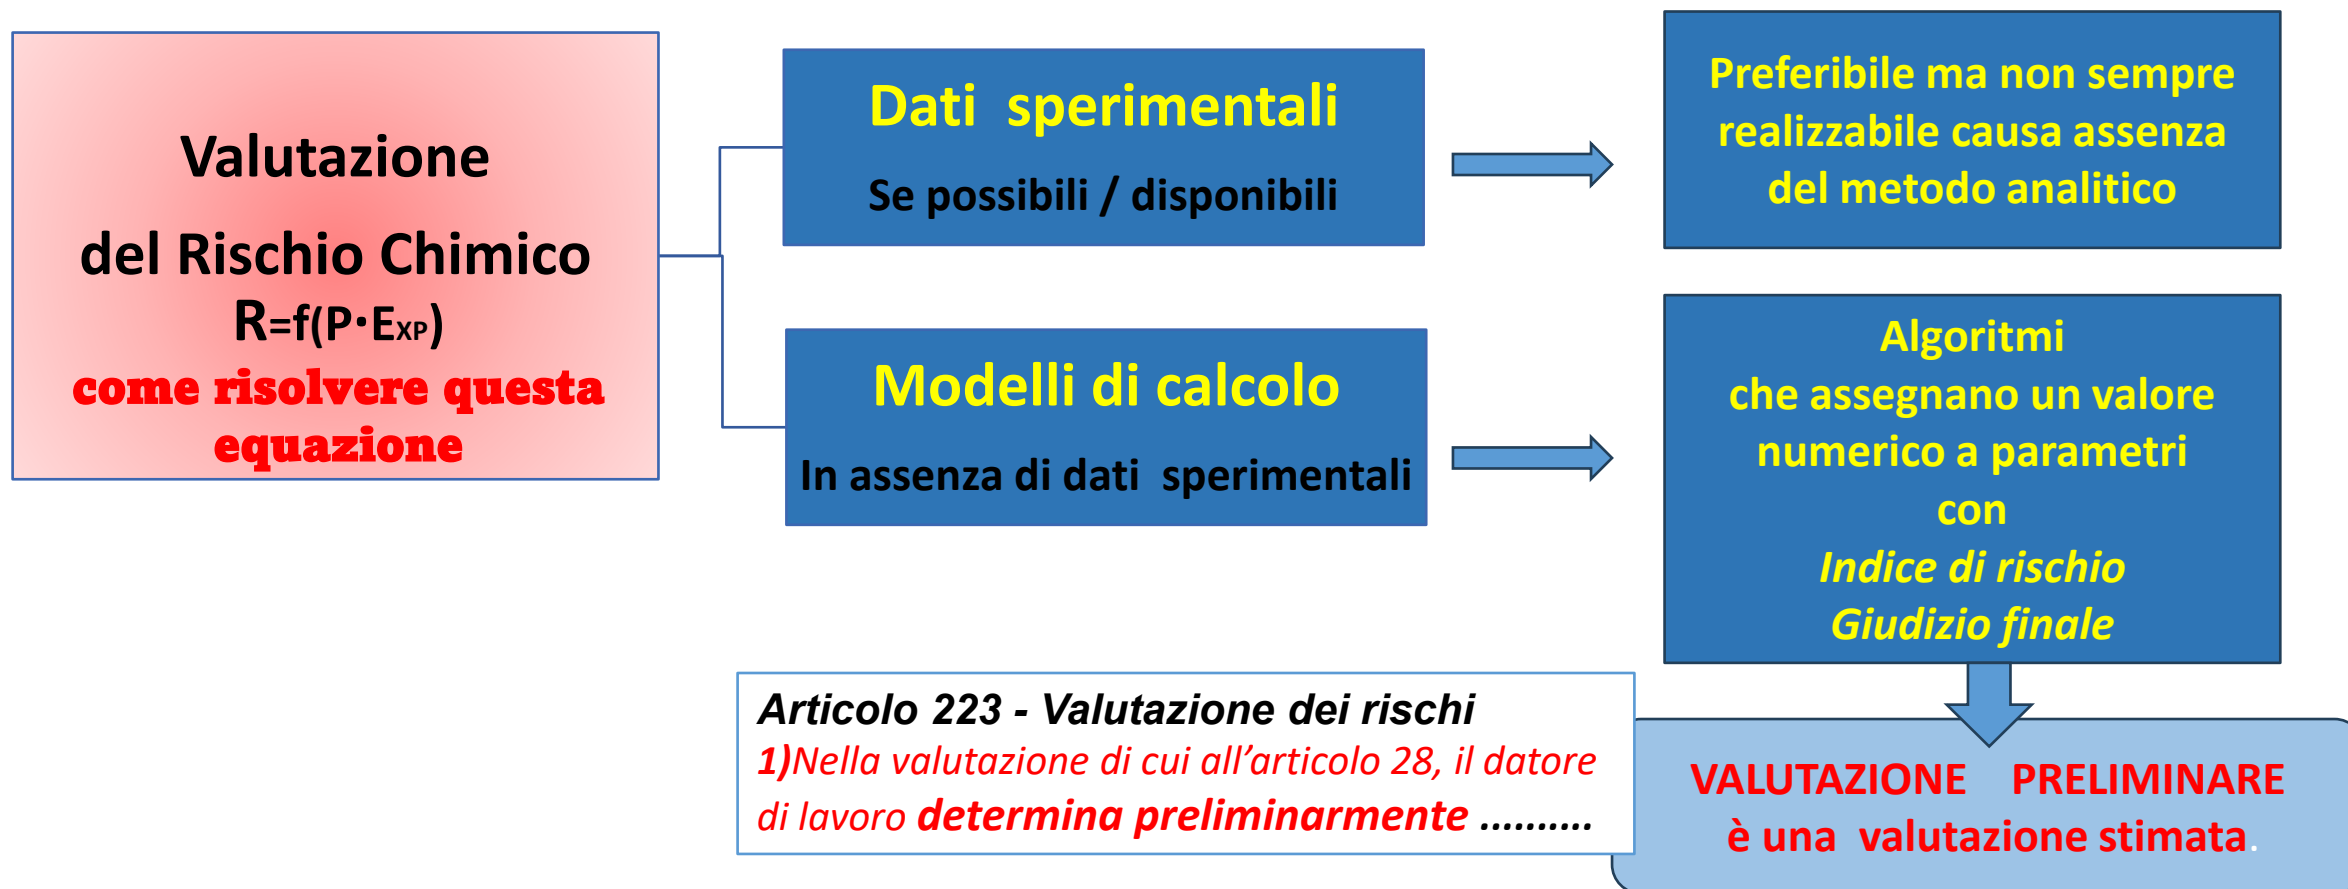 Valutazione
del Rischio Chimico
R=f(P·EXP)
come risolvere questa
equazione
Dati sperimentali
Se possibili / disponibili
Preferibile ma non sempre
realizzabile causa assenza
del metodo analitico
Modelli di calcolo
In assenza di dati sperimentali
Algoritmi
che assegnano un valore
numerico a parametri
con
Indice di rischio
Giudizio finale
Articolo 223 - Valutazione dei rischi
1)Nella valutazione di cui all’articolo 28, il datore
di lavoro determina preliminarmente ..........
VALUTAZIONE PRELIMINARE
è una valutazione stimata.